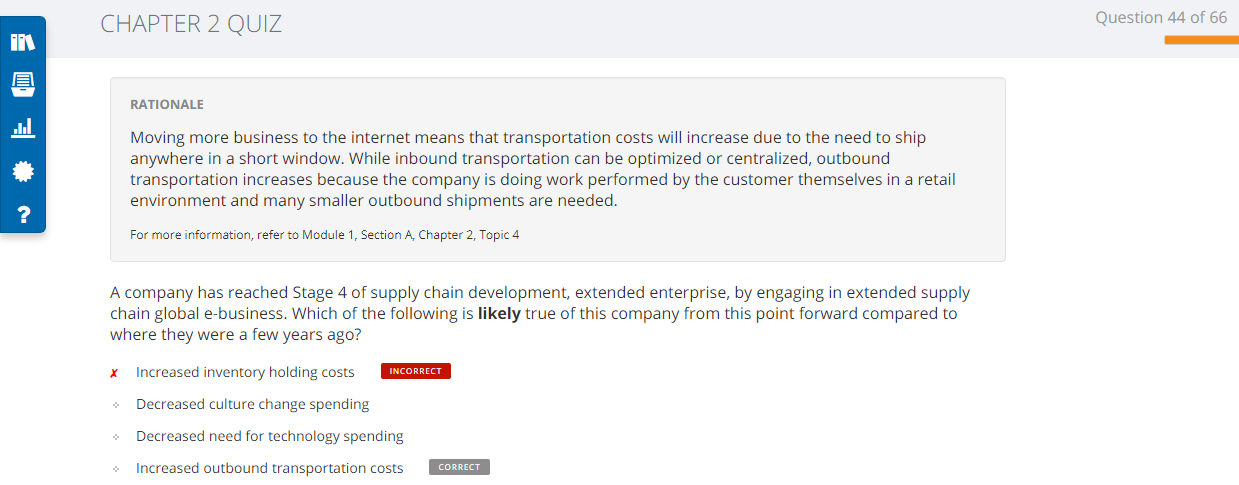 CHAPTER 2 QUIZ
Question 44 of 66
RATIONALE
Moving more business to the internet means that transportation costs will increase due to the need to ship
anywhere in a short window. While inbound transportation can be optimized or centralized, outbound
transportation increases because the company is doing work performed by the customer themselves in a retail
environment and many smaller outbound shipments are needed.
For more information, refer to Module 1, Section A, Chapter 2, Topic 4
A company has reached Stage 4 of supply chain development, extended enterprise, by engaging in extended supply
chain global e-business. Which of the following is likely true of this company from this point forward compared to
where they were a few years ago?
✗ Increased inventory holding costs INCORRECT
Decreased culture change spending
Decreased need for technology spending
Increased outbound transportation costs CORRECT
?